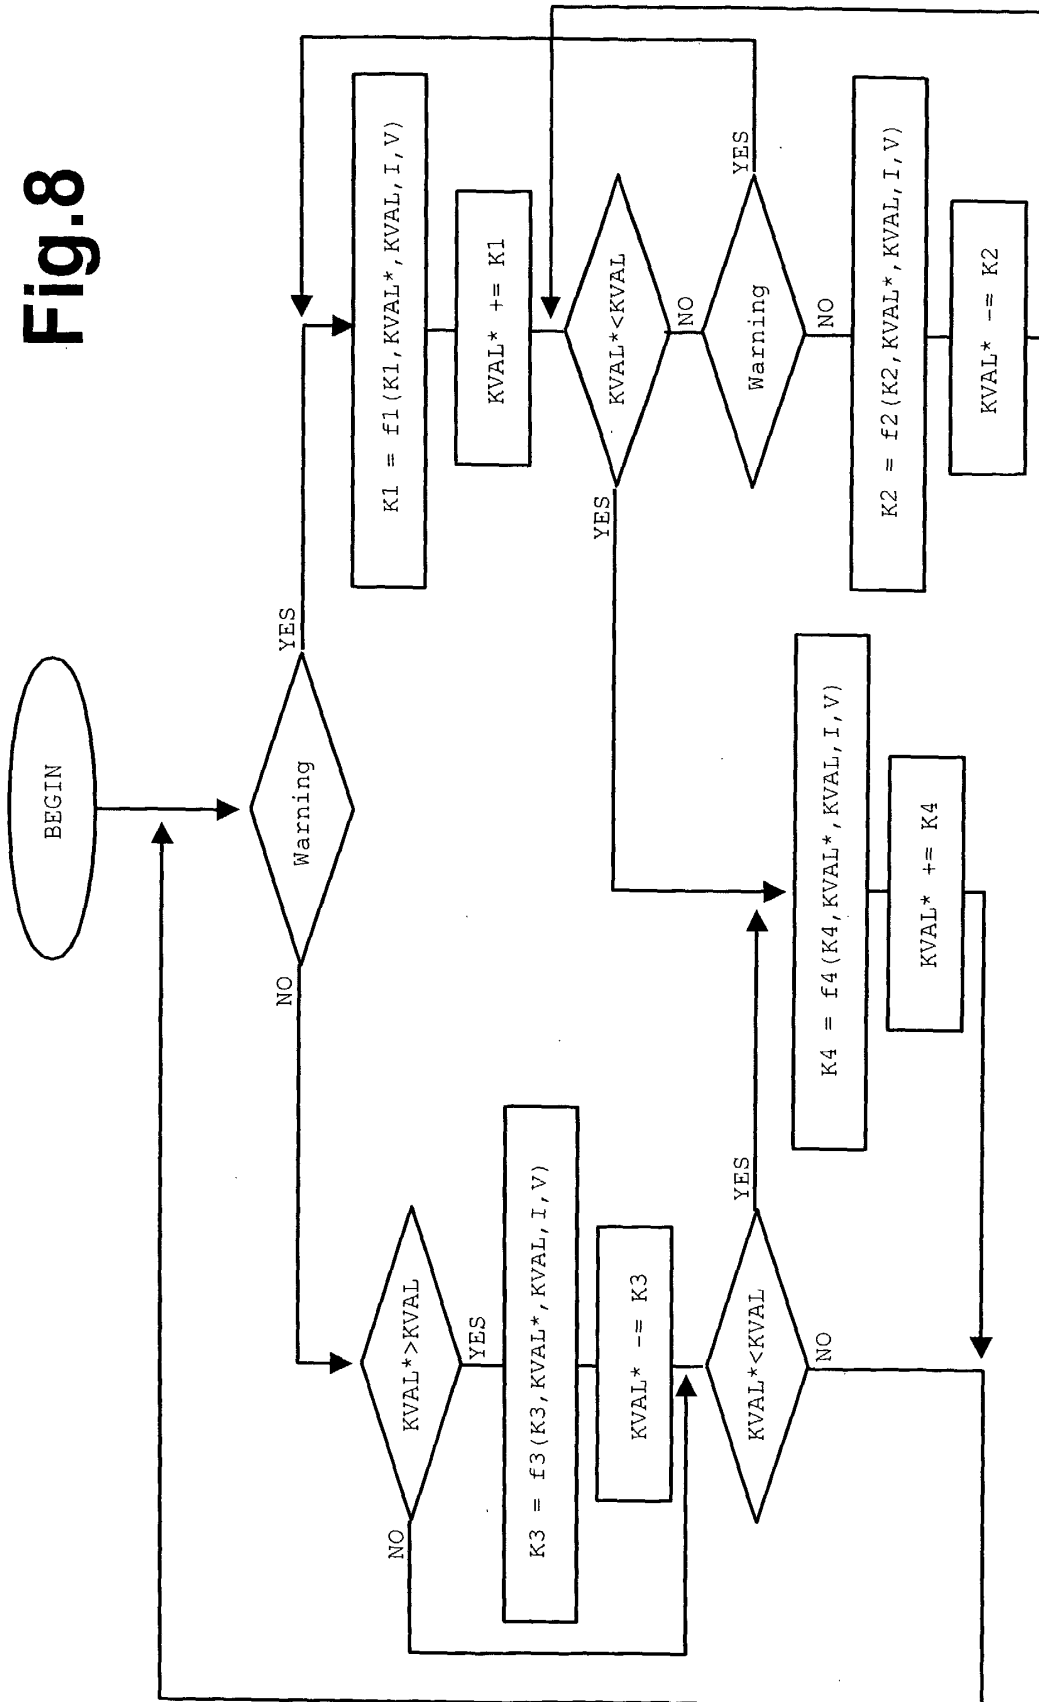 Fig.8
BEGIN
Warning
NO
YES
KVAL*>KVAL
NO
YES
K3 = f3(K3,KVAL*,KVAL,I,V)
KVAL* -= K3
KVAL*<KVAL
YES
NO
K1 = f1(K1,KVAL*,KVAL,I,V)
KVAL* += K1
KVAL*<KVAL
YES
NO
Warning
YES
NO
K4 = f4(K4,KVAL*,KVAL,I,V)
KVAL* += K4
K2 = f2(K2,KVAL*,KVAL,I,V)
KVAL* -= K2